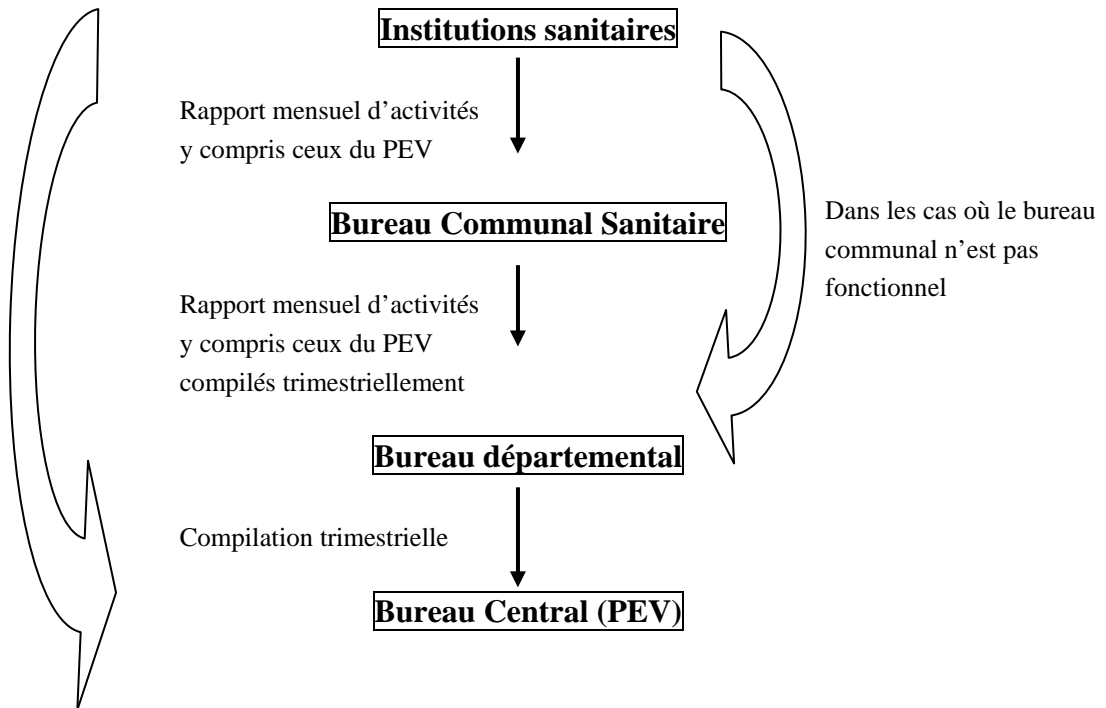 Institutions sanitaires
Rapport mensuel d’activités
y compris ceux du PEV
Bureau Communal Sanitaire
Dans les cas où le bureau
communal n’est pas
fonctionnel
Rapport mensuel d’activités
y compris ceux du PEV
compilés trimestriellement
Bureau départemental
Compilation trimestrielle
Bureau Central (PEV)